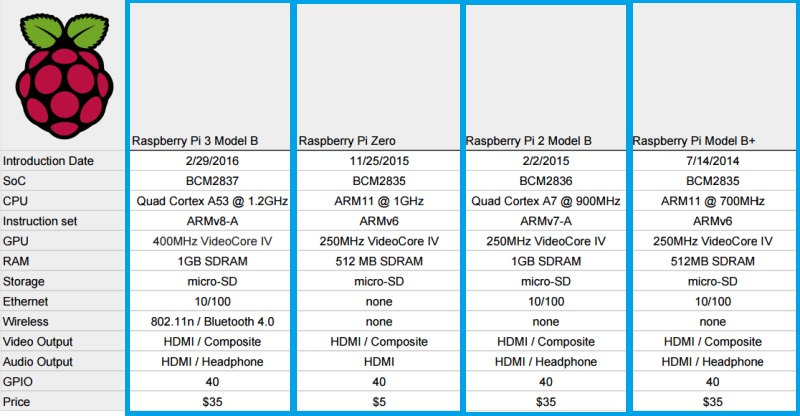 Raspberry Pi 3 Model B Raspberry Pi Zero Raspberry Pi 2 Model B Raspberry Pi Model B+
Introduction Date 2/29/2016 11/25/2015 2/2/2015 7/14/2014
SoC BCM2837 BCM2835 BCM2836 BCM2835
CPU Quad Cortex A53 @ 1.2GHz ARM11 @ 1GHz Quad Cortex A7 @ 900MHz ARM11 @ 700MHz
Instruction set ARMv8-A ARMv6 ARMv7-A ARMv6
GPU 400MHz VideoCore IV 250MHz VideoCore IV 250MHz VideoCore IV 250MHz VideoCore IV
RAM 1GB SDRAM 512 MB SDRAM 1GB SDRAM 512MB SDRAM
Storage micro-SD micro-SD micro-SD micro-SD
Ethernet 10/100 none 10/100 10/100
Wireless 802.11n / Bluetooth 4.0 none none none
Video Output HDMI / Composite HDMI / Composite HDMI / Composite HDMI / Composite
Audio Output HDMI / Headphone HDMI HDMI / Headphone HDMI / Headphone
GPIO 40 40 40 40
Price $35 $5 $35 $35